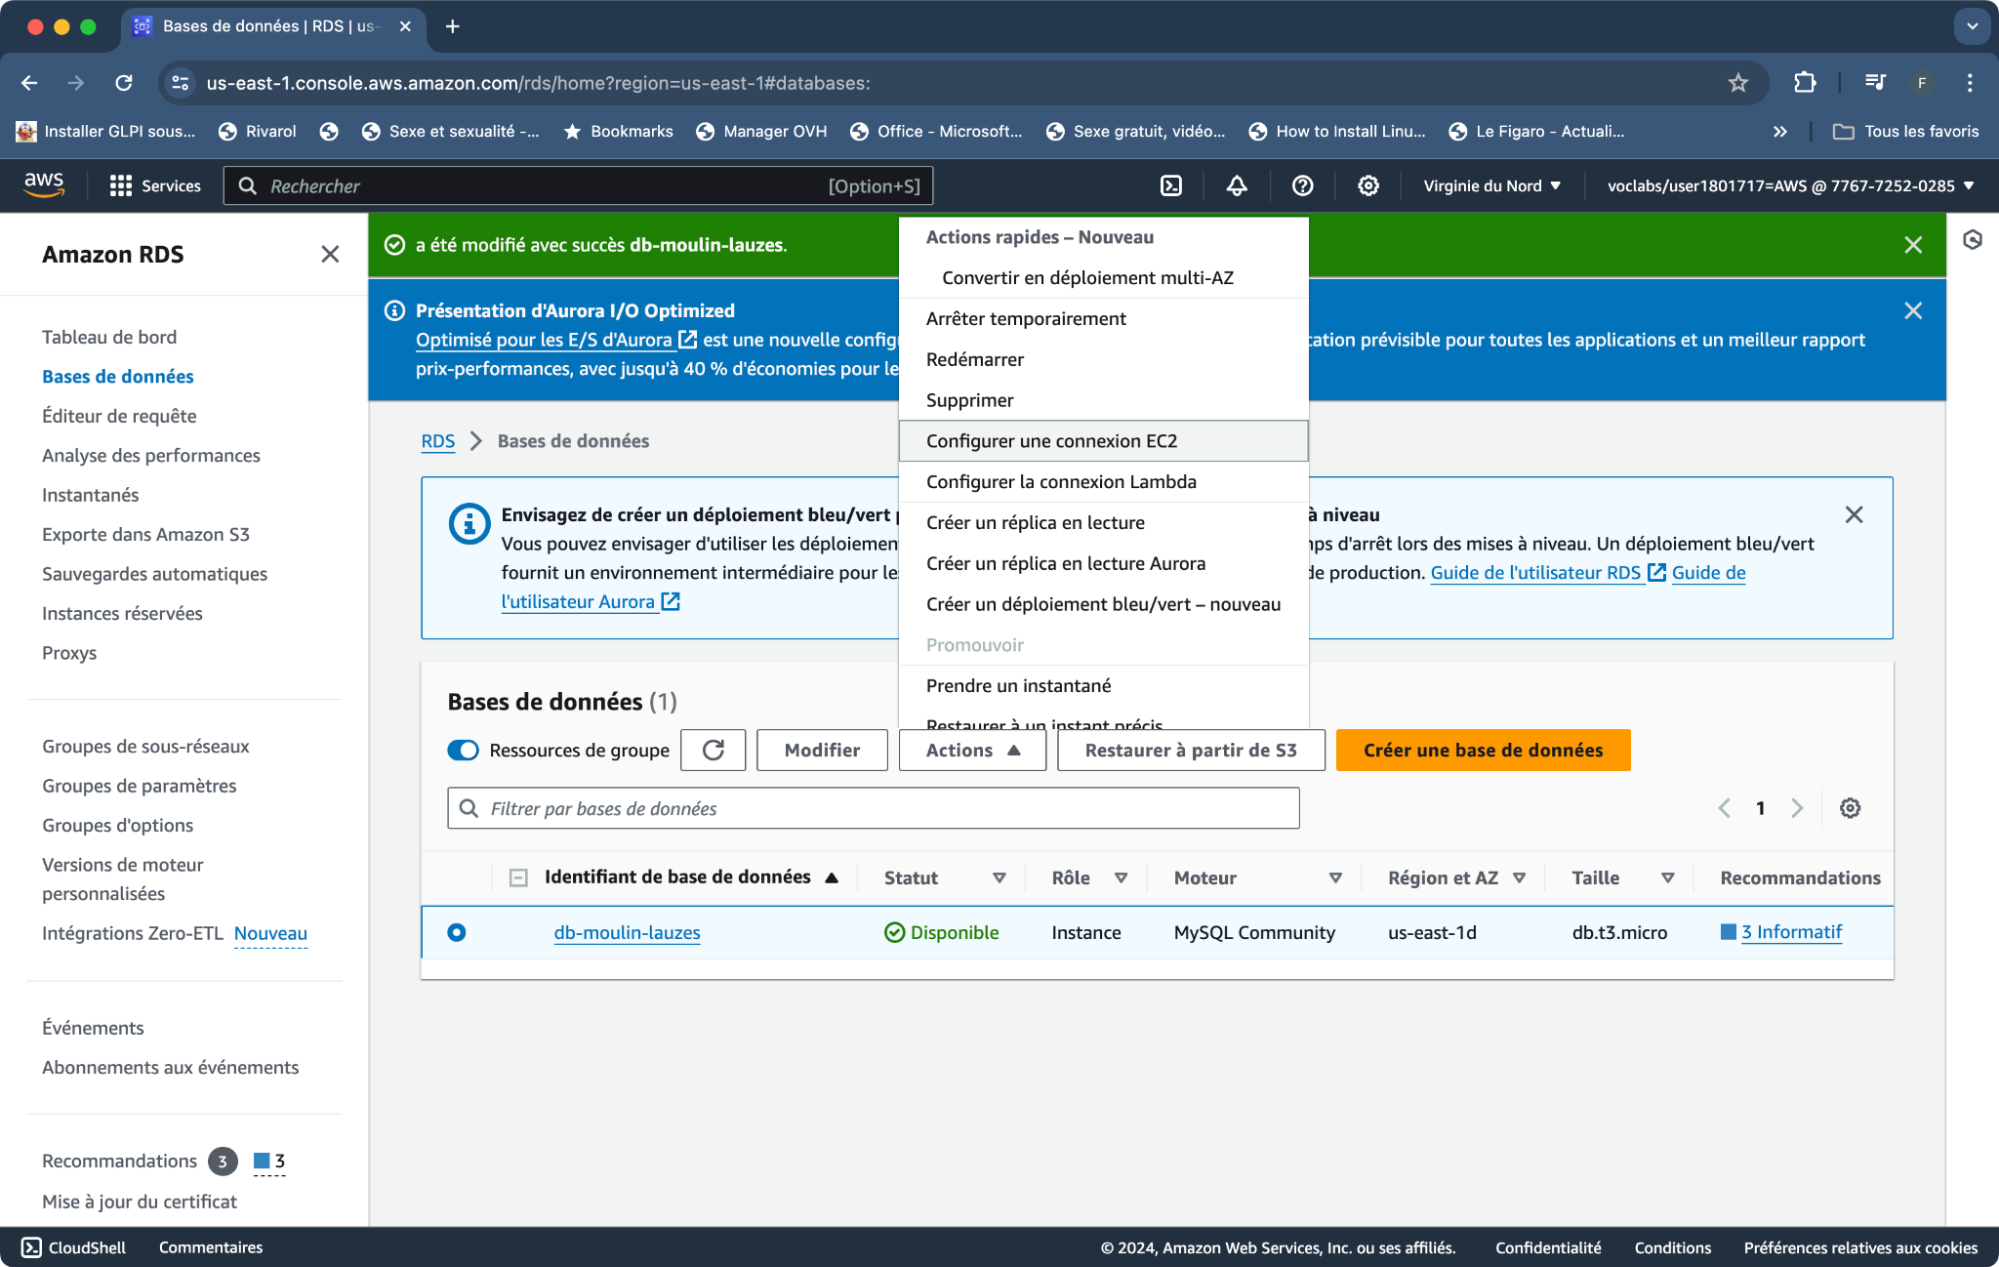 Bases de données | RDS | us-
us-east-1.console.aws.amazon.com/rds/home?region=us-east-1#databases:
F
Installer GLPI sous...
Rivarol
Sexe et sexualité -...
Bookmarks
Manager OVH
Office - Microsoft...
Sexe gratuit, vidéo...
How to Install Linu...
Le Figaro - Actuali...
Tous les favoris
aws
Services
Rechercher
[Option+S]
Virginie du Nord
voclabs/user1801717=AWS @ 7767-7252-0285
Amazon RDS
Tableau de bord
Bases de données
Éditeur de requête
Analyse des performances
Instantanés
Exporte dans Amazon S3
Sauvegardes automatiques
Instances réservées
Proxys
Groupes de sous-réseaux
Groupes de paramètres
Groupes d'options
Versions de moteur
personnalisées
Intégrations Zero-ETL Nouveau
Événements
Abonnements aux événements
Recommandations 3 3
Mise à jour du certificat
a été modifié avec succès db-moulin-lauzes.
Présentation d'Aurora I/O Optimized
Optimisé pour les E/S d'Aurora est une nouvelle config
cation prévisible pour toutes les applications et un meilleur rapport
prix-performances, avec jusqu'à 40 % d'économies pour le
RDS
Bases de données
Envisagez de créer un déploiement bleu/vert
à niveau
Vous pouvez envisager d'utiliser les déploiemen
ps d'arrêt lors des mises à niveau. Un déploiement bleu/vert
fournit un environnement intermédiaire pour le
de production. Guide de l'utilisateur RDS Guide de
l'utilisateur Aurora
Actions rapides – Nouveau
Convertir en déploiement multi-AZ
Arrêter temporairement
Redémarrer
Supprimer
Configurer une connexion EC2
Configurer la connexion Lambda
Créer un réplica en lecture
Créer un réplica en lecture Aurora
Créer un déploiement bleu/vert – nouveau
Promouvoir
Prendre un instantané
Restaurer à un instant précis
Bases de données (1)
Ressources de groupe
Modifier
Actions
Restaurer à partir de S3
Créer une base de données
Filtrer par bases de données
1
Identifiant de base de données
Statut
Rôle
Moteur
Région et AZ
Taille
Recommandations
db-moulin-lauzes
Disponible
Instance
MySQL Community
us-east-1d
db.t3.micro
3 Informatif
CloudShell
Commentaires
© 2024, Amazon Web Services, Inc. ou ses affiliés.
Confidentialité
Conditions
Préférences relatives aux cookies